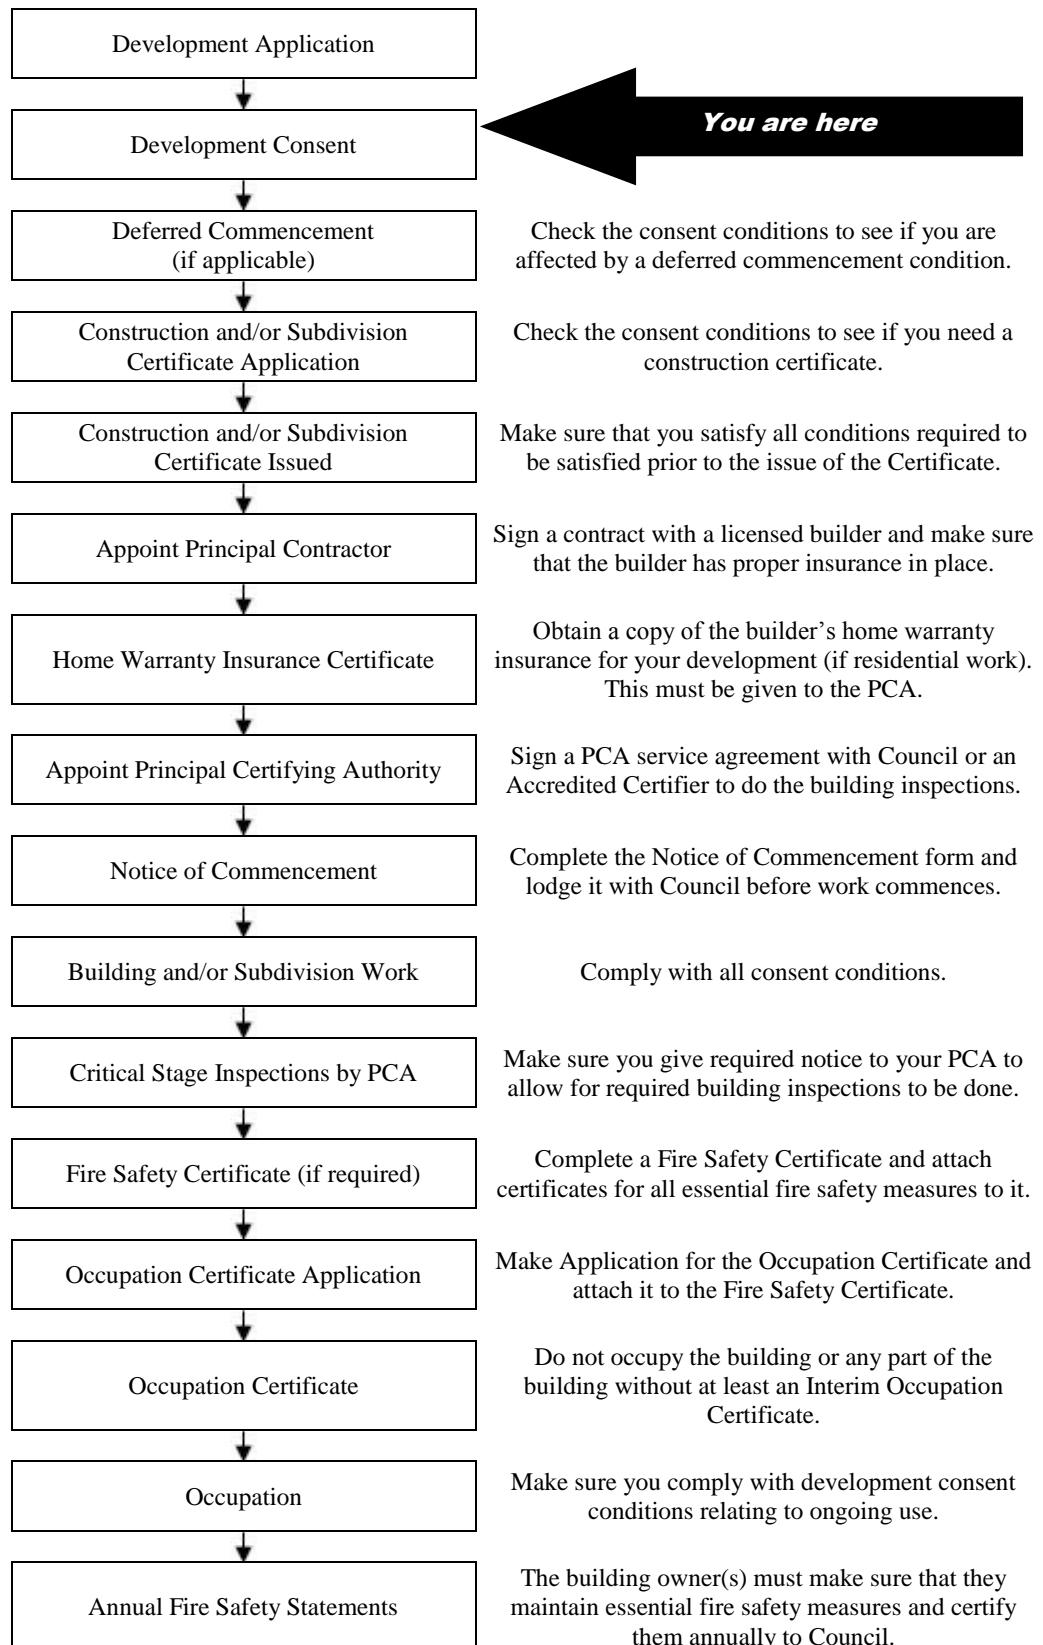 Development Application
You are here
Development Consent
Deferred Commencement
(if applicable)
Check the consent conditions to see if you are
affected by a deferred commencement condition.
Construction and/or Subdivision
Certificate Application
Check the consent conditions to see if you need a
construction certificate.
Construction and/or Subdivision
Certificate Issued
Make sure that you satisfy all conditions required to
be satisfied prior to the issue of the Certificate.
Appoint Principal Contractor
Sign a contract with a licensed builder and make sure
that the builder has proper insurance in place.
Home Warranty Insurance Certificate
Obtain a copy of the builder’s home warranty
insurance for your development (if residential work).
This must be given to the PCA.
Appoint Principal Certifying Authority
Sign a PCA service agreement with Council or an
Accredited Certifier to do the building inspections.
Notice of Commencement
Complete the Notice of Commencement form and
lodge it with Council before work commences.
Building and/or Subdivision Work
Comply with all consent conditions.
Critical Stage Inspections by PCA
Make sure you give required notice to your PCA to
allow for required building inspections to be done.
Fire Safety Certificate (if required)
Complete a Fire Safety Certificate and attach
certificates for all essential fire safety measures to it.
Occupation Certificate Application
Make Application for the Occupation Certificate and
attach it to the Fire Safety Certificate.
Occupation Certificate
Do not occupy the building or any part of the
building without at least an Interim Occupation
Certificate.
Occupation
Make sure you comply with development consent
conditions relating to ongoing use.
Annual Fire Safety Statements
The building owner(s) must make sure that they
maintain essential fire safety measures and certify
them annually to Council.